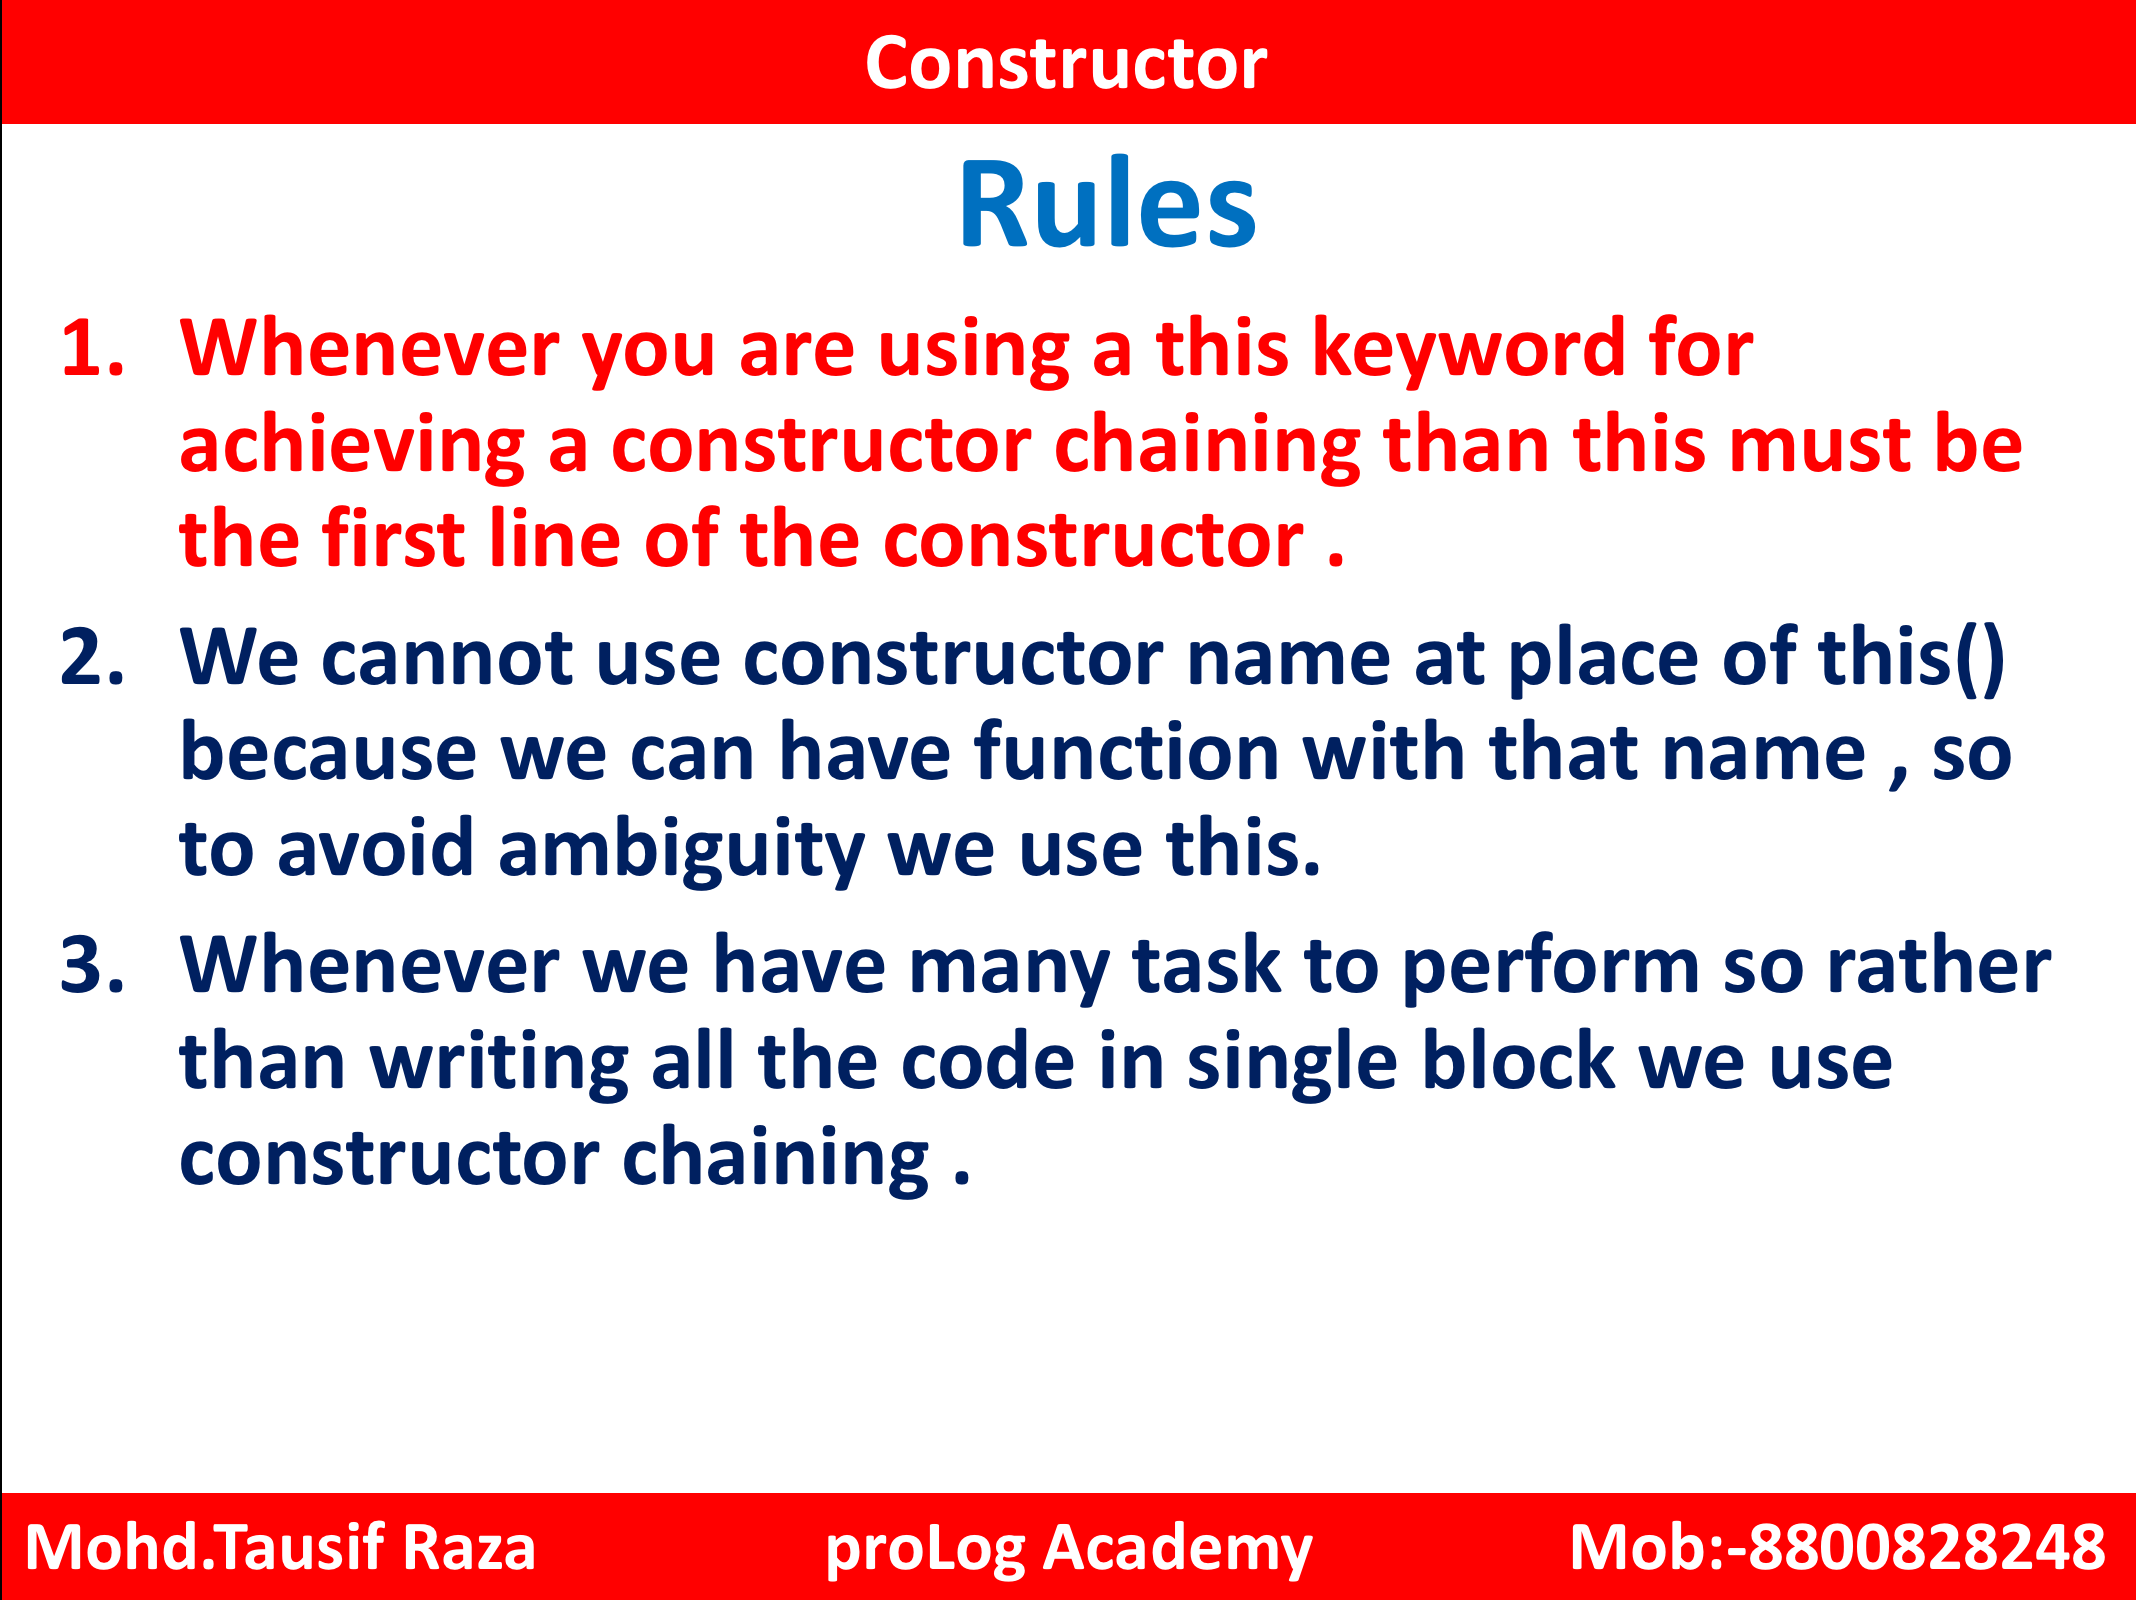 Constructor
Rules
1. Whenever you are using a this keyword for
achieving a constructor chaining than this must be
the first line of the constructor .
2. We cannot use constructor name at place of this()
because we can have function with that name , so
to avoid ambiguity we use this.
3. Whenever we have many task to perform so rather
than writing all the code in single block we use
constructor chaining .
Mohd.Tausif Raza proLog Academy Mob:-8800828248